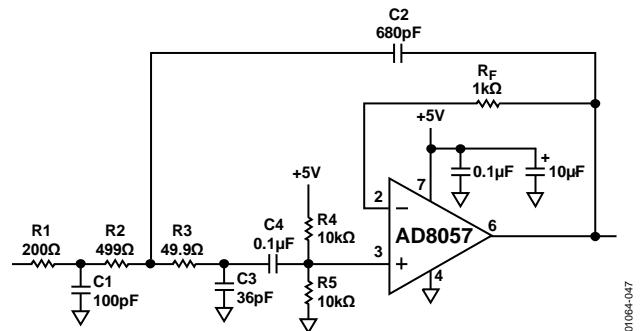 C2
680pF
RF
1kΩ
+5V
+
0.1µF
10µF
7
+5V
2
–
AD8057
6
R1
200Ω
R2
499Ω
R3
49.9Ω
C4
0.1µF
R4
10kΩ
3
+
4
C1
100pF
C3
36pF
R5
10kΩ
01064-047